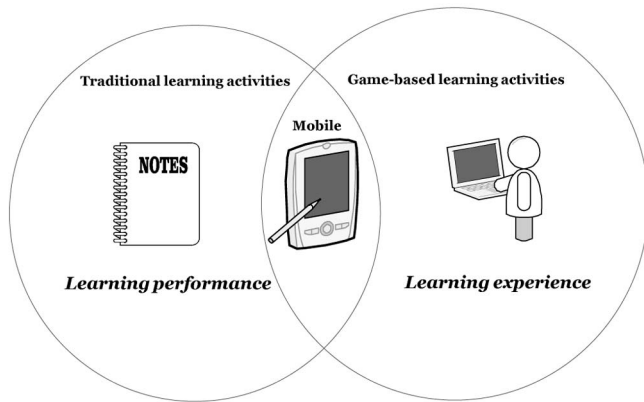 Traditional learning activities
Game-based learning activities
Mobile
NOTES
Learning performance
Learning experience